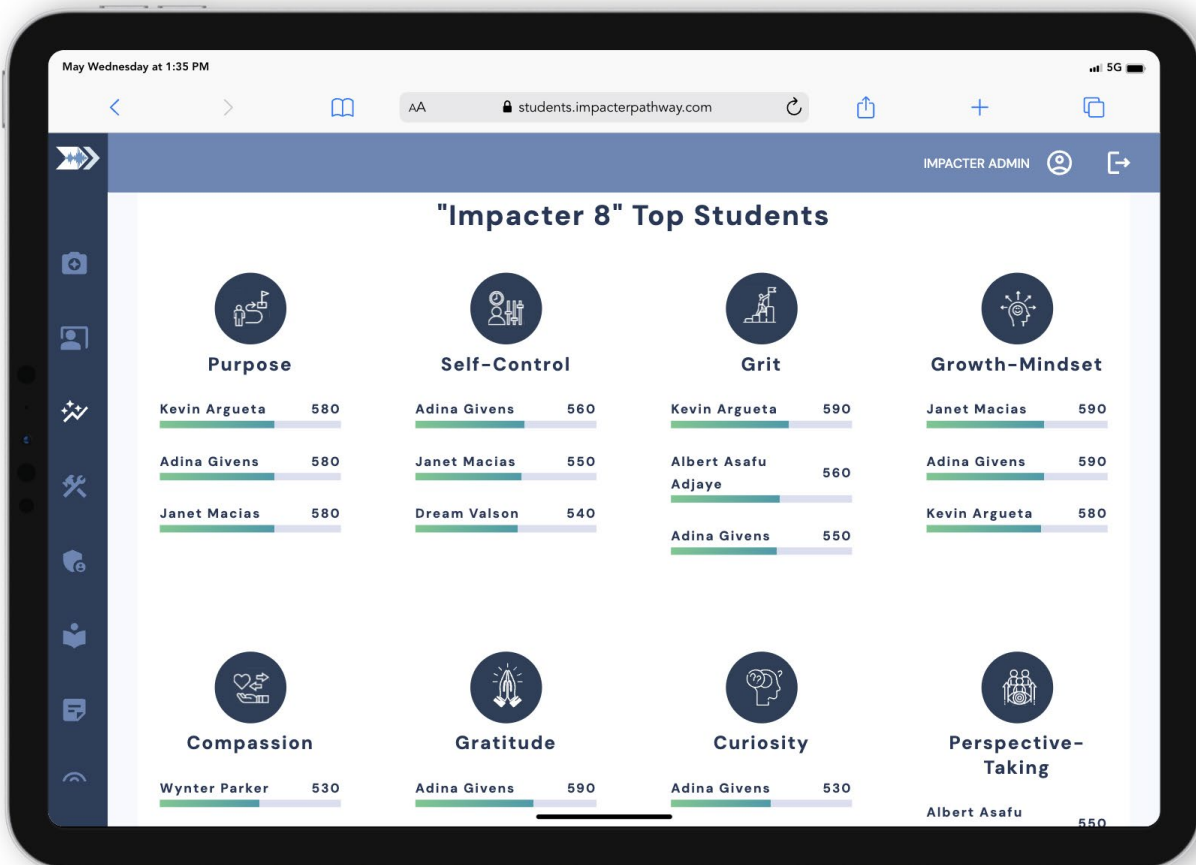 May Wednesday at 1:35 PM
5G
AA
students.impacterpathway.com
IMPACTER ADMIN
"Impacter 8" Top Students
Purpose
Kevin Argueta 580
Adina Givens 580
Janet Macias 580
Self-Control
Adina Givens 560
Janet Macias 550
Dream Valson 540
Grit
Kevin Argueta 590
Albert Asafu
Adjaye
560
Adina Givens 550
Growth-Mindset
Janet Macias 590
Adina Givens 590
Kevin Argueta 580
Compassion
Wynter Parker 530
Gratitude
Adina Givens 590
Curiosity
Adina Givens 530
Perspective-
Taking
Albert Asafu
550